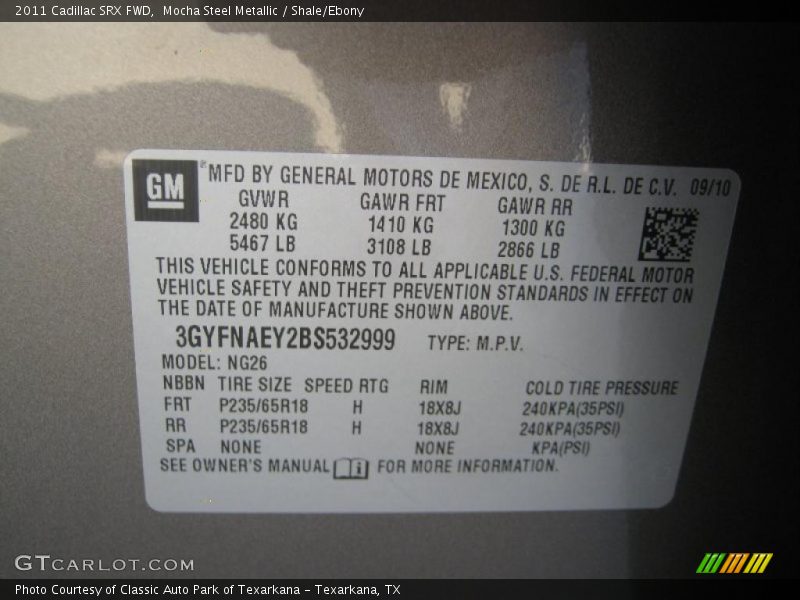 2011 Cadillac SRX FWD,  Mocha Steel Metallic / Shale/Ebony
GM ® MFD BY GENERAL MOTORS DE MEXICO, S. DE R.L. DE C.V. 09/10
GVWR GAWR FRT GAWR RR
2480 KG 1410 KG 1300 KG
5467 LB 3108 LB 2866 LB
THIS VEHICLE CONFORMS TO ALL APPLICABLE U.S. FEDERAL MOTOR
VEHICLE SAFETY AND THEFT PREVENTION STANDARDS IN EFFECT ON
THE DATE OF MANUFACTURE SHOWN ABOVE.
3GYFNAEY2BS532999 TYPE: M.P.V.
MODEL: NG26
NBBN TIRE SIZE SPEED RTG RIM COLD TIRE PRESSURE
FRT P235/65R18 H 18X8J 240KPA(35PSI)
RR P235/65R18 H 18X8J 240KPA(35PSI)
SPA NONE NONE KPA(PSI)
SEE OWNER'S MANUAL FOR MORE INFORMATION.
GTCARLOT.COM
Photo Courtesy of Classic Auto Park of Texarkana - Texarkana, TX